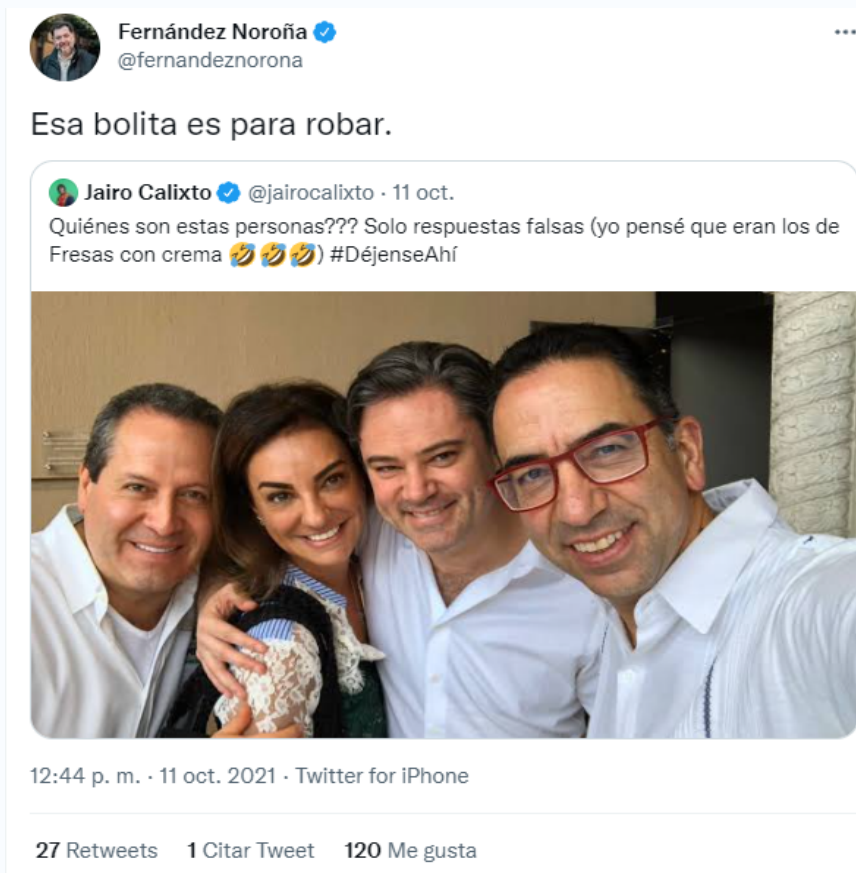 Fernández Noroña
@fernandeznorona
Esa bolita es para robar.
Jairo Calixto @jairocalixto · 11 oct.
Quiénes son estas personas??? Solo respuestas falsas (yo pensé que eran los de
Fresas con crema 🤣🤣🤣) #DéjenseAhí
12:44 p. m. · 11 oct. 2021 · Twitter for iPhone
27 Retweets 1 Citar Tweet 120 Me gusta